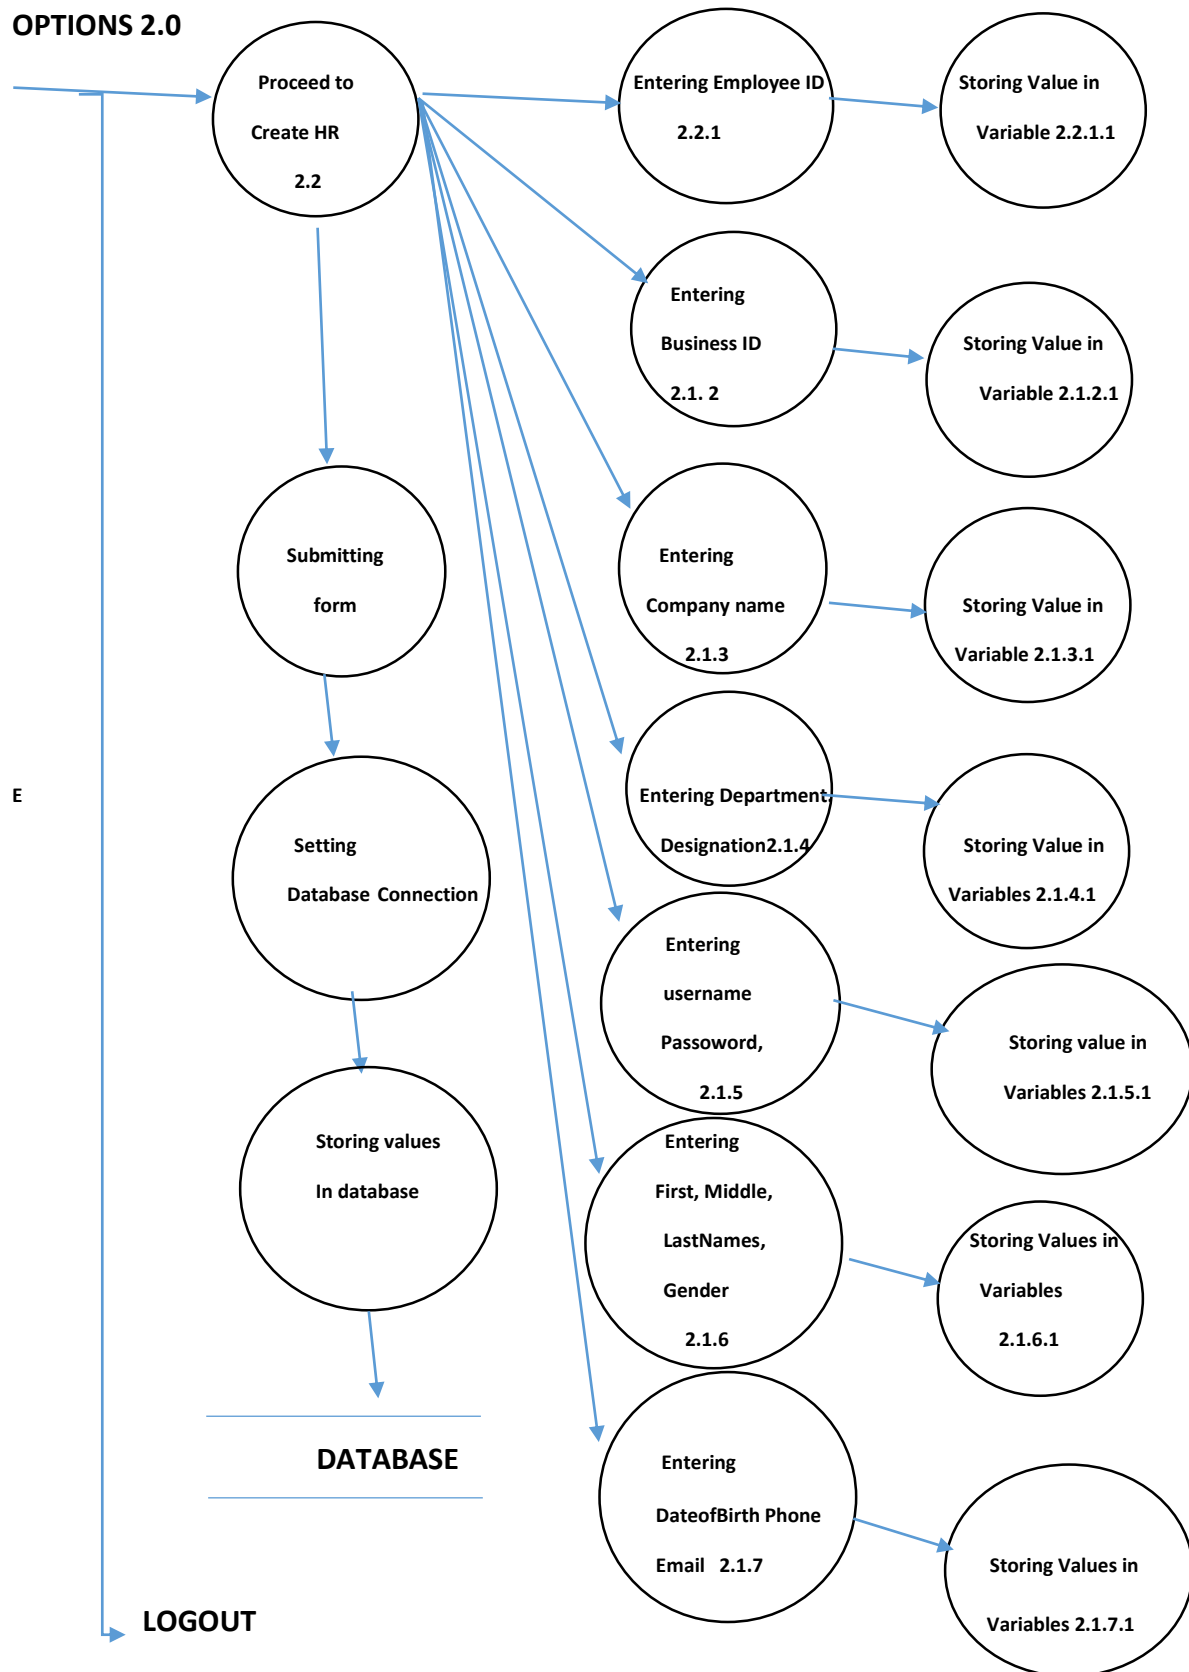 OPTIONS 2.0
Proceed to
Create HR
2.2
Entering Employee ID
2.2.1
Storing Value in
Variable 2.2.1.1
Entering
Business ID
2.1. 2
Storing Value in
Variable 2.1.2.1
Submitting
form
Entering
Company name
2.1.3
Storing Value in
Variable 2.1.3.1
E
Setting
Database Connection
Entering Department.
Designation2.1.4
Storing Value in
Variables 2.1.4.1
Entering
username
Passoword,
2.1.5
Storing value in
Variables 2.1.5.1
Storing values
In database
Entering
First, Middle,
LastNames,
Gender
2.1.6
Storing Values in
Variables
2.1.6.1
DATABASE
Entering
DateofBirth Phone
Email 2.1.7
Storing Values in
Variables 2.1.7.1
LOGOUT